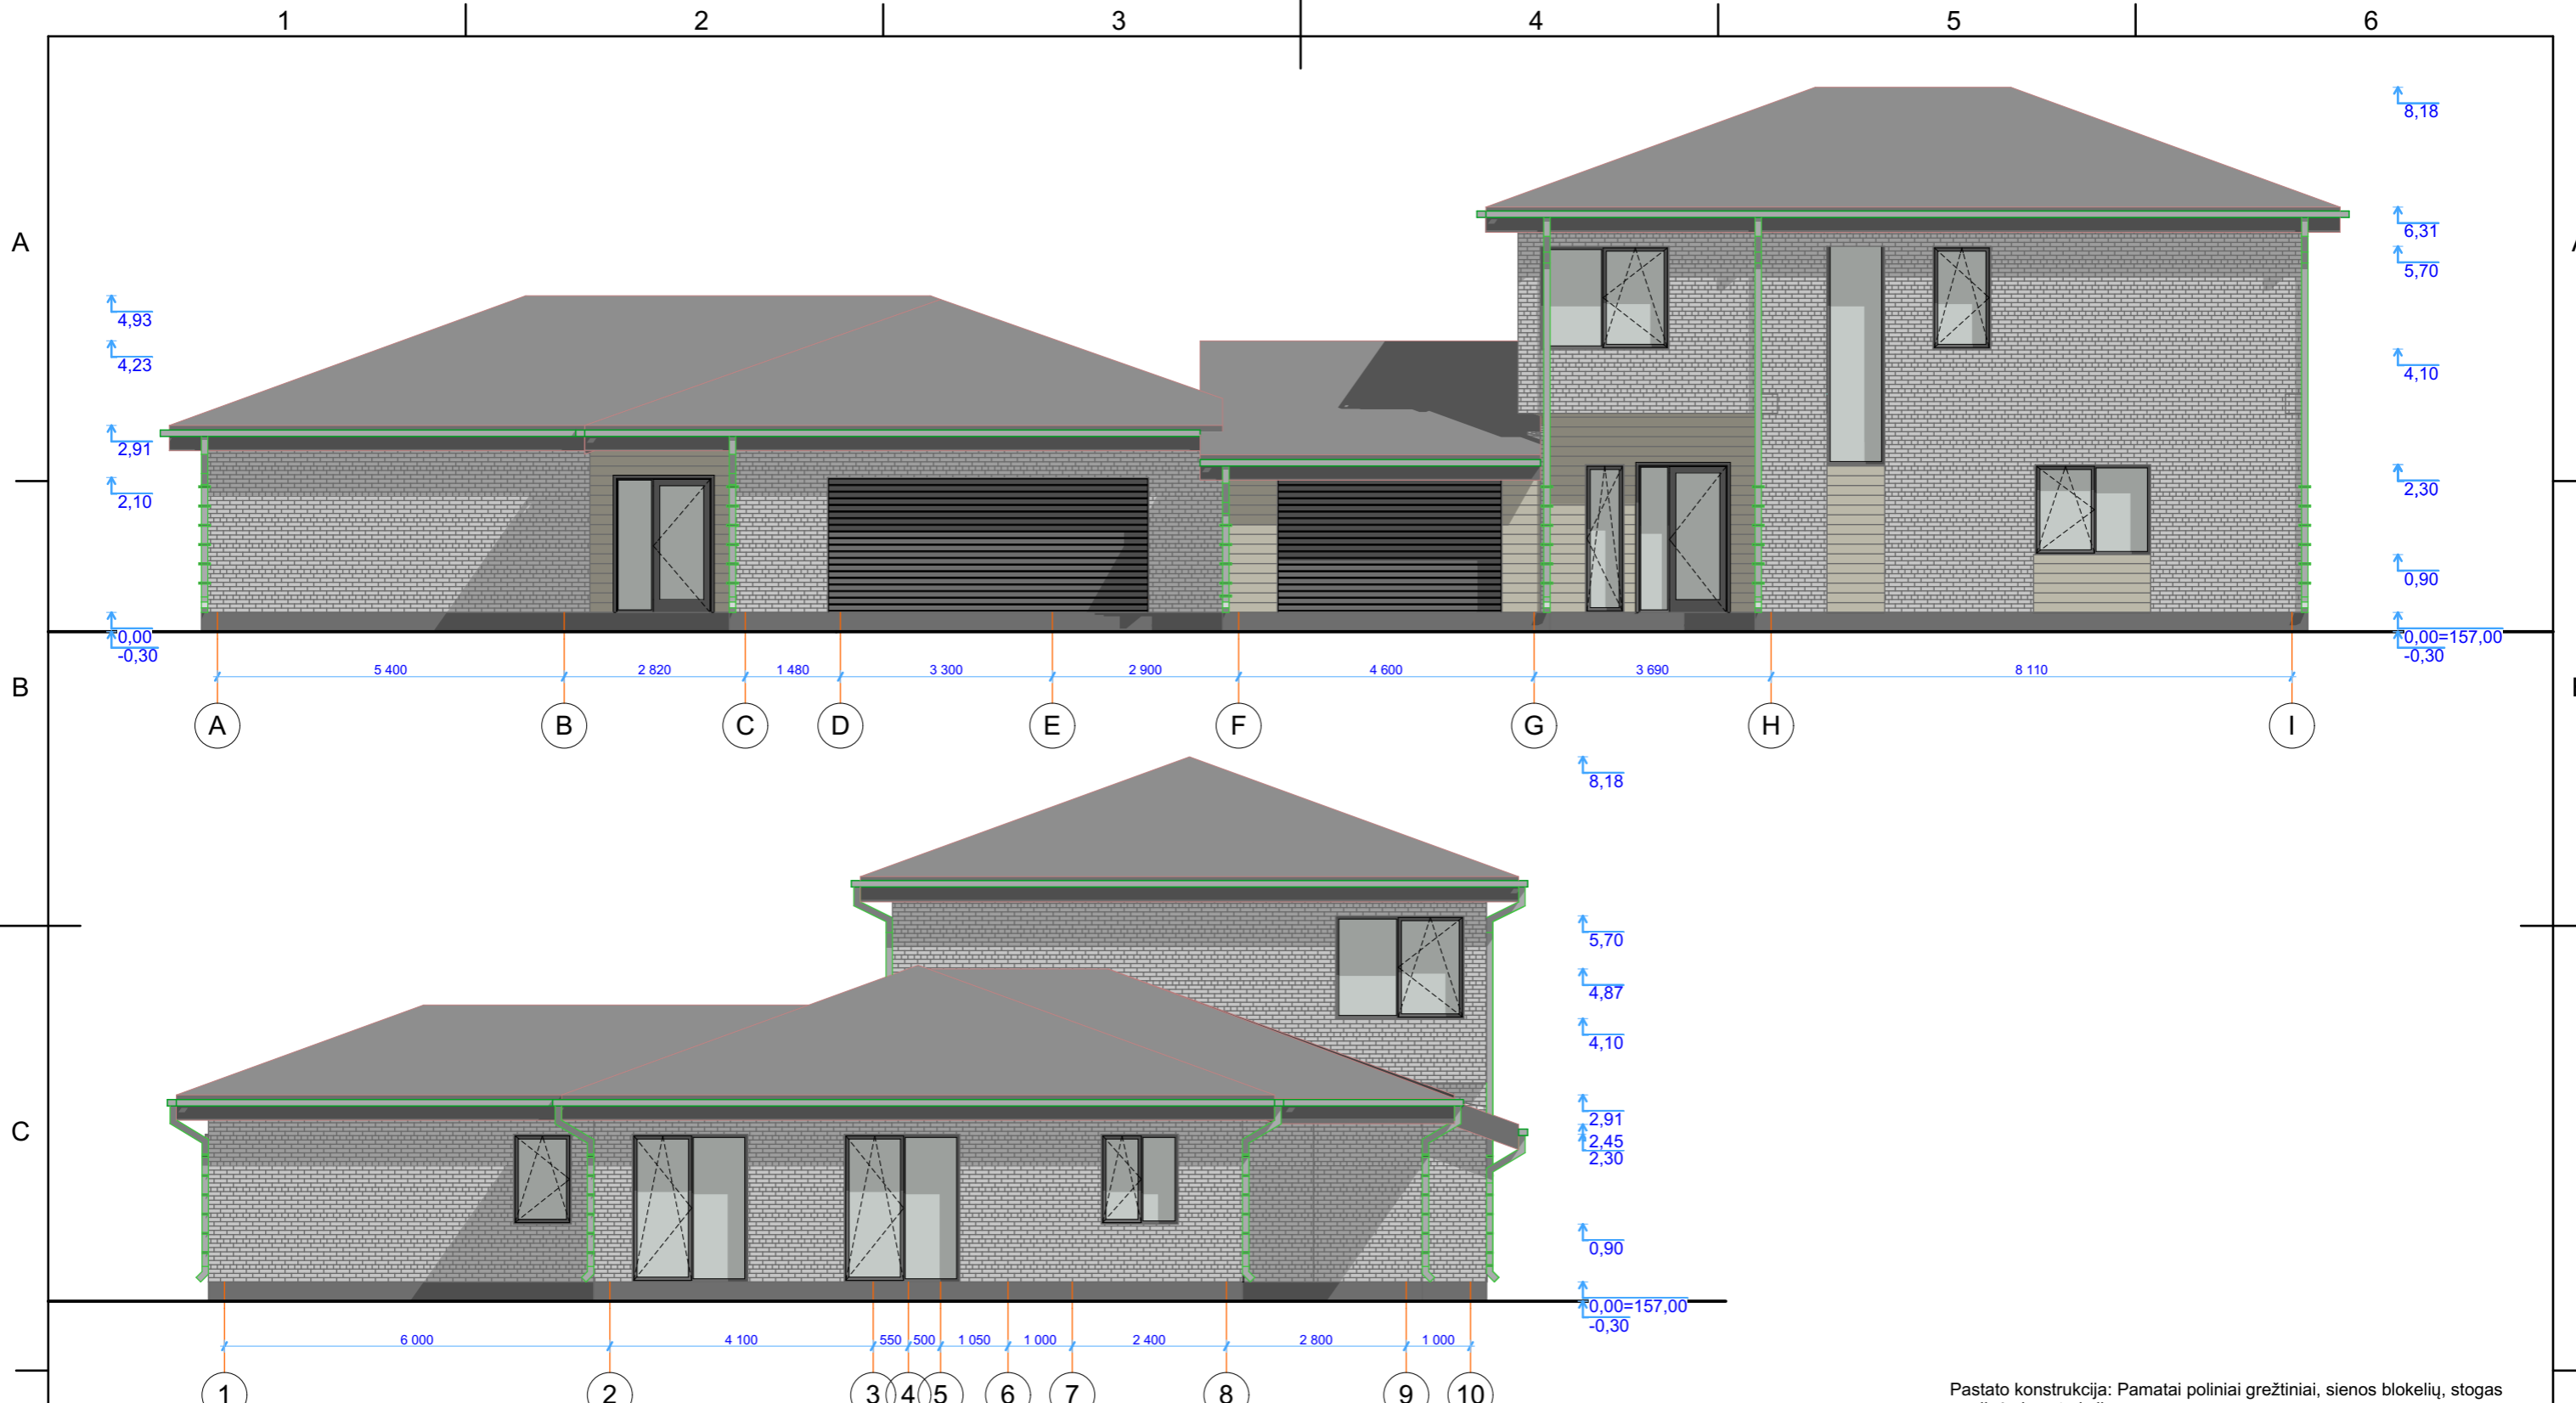 1 2 3 4 5 6
A
8,18
6,31
5,70
4,93
4,23
4,10
2,91
2,10
2,30
0,90
0,00
-0,30
0,00=157,00
-0,30
5 400 2 820 1 480 3 300 2 900 4 600 3 690 8 110
B
A B C D E F G H I
8,18
5,70
4,87
4,10
2,91
C
2,45
2,30
0,90
0,00=157,00
-0,30
6 000 4 100 550 500 1 050 1 000 2 400 2 800 1 000
1 2 3 4 5 6 7 8 9 10
Pastato konstrukcija: Pamatai poliniai grežtiniai, sienos blokelių, stogas